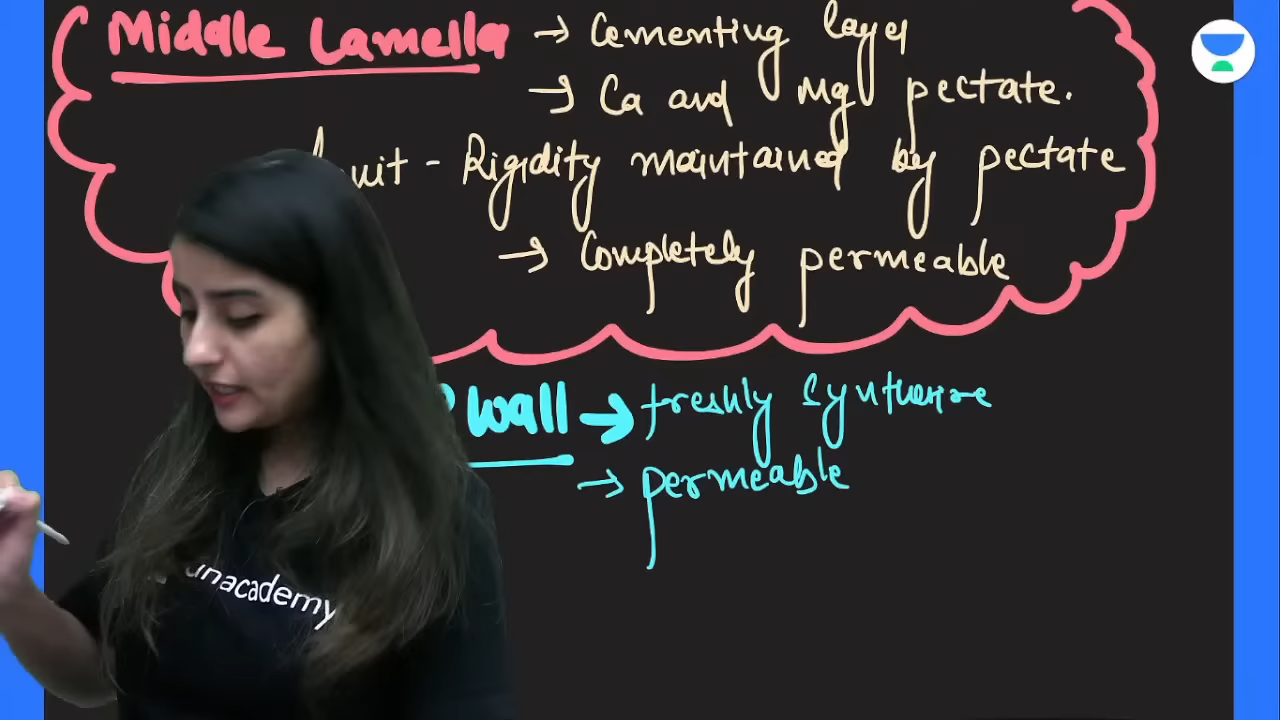 Middle Lamella → Cementing layer
→ Ca and Mg pectate.
Rigidity maintained by pectate
→ Completely permeable
wall → freshly synthesize
→ permeable
unacademy